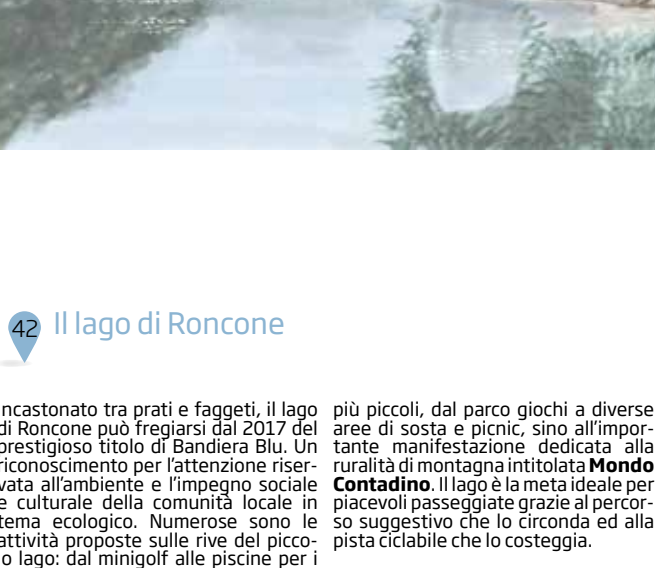 42 Il lago di Roncone
ncastonato tra prati e faggeti, il lago
di Roncone può fregiarsi dal 2017 del
prestigioso titolo di Bandiera Blu. Un
riconoscimento per l'attenzione riser-
vata all'ambiente e l'impegno sociale
e culturale della comunità locale in
tema ecologico. Numerose sono le
attività proposte sulle rive del picco-
o lago: dal minigolf alle piscine per i
più piccoli, dal parco giochi a diverse
aree di sosta e picnic, sino all'impor-
tante manifestazione dedicata alla
ruralità di montagna intitolata Mondo
Contadino. Il lago è la meta ideale per
piacevoli passeggiate grazie al percor-
so suggestivo che lo circonda ed alla
pista ciclabile che lo costeggia.